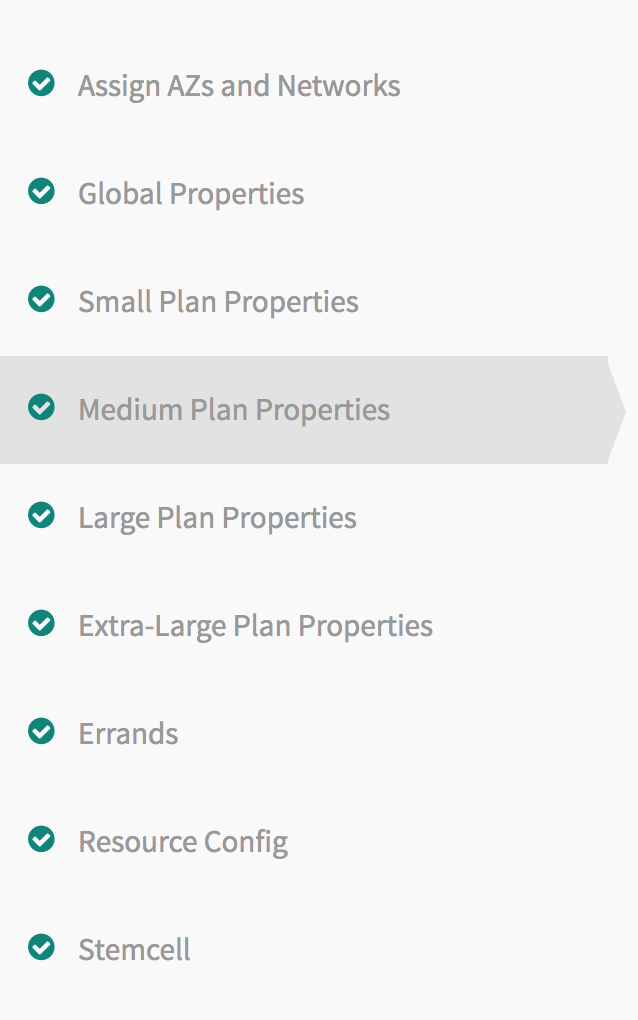 Assign AZs and Networks
Global Properties
Small Plan Properties
Medium Plan Properties
Large Plan Properties
Extra-Large Plan Properties
Errands
Resource Config
Stemcell